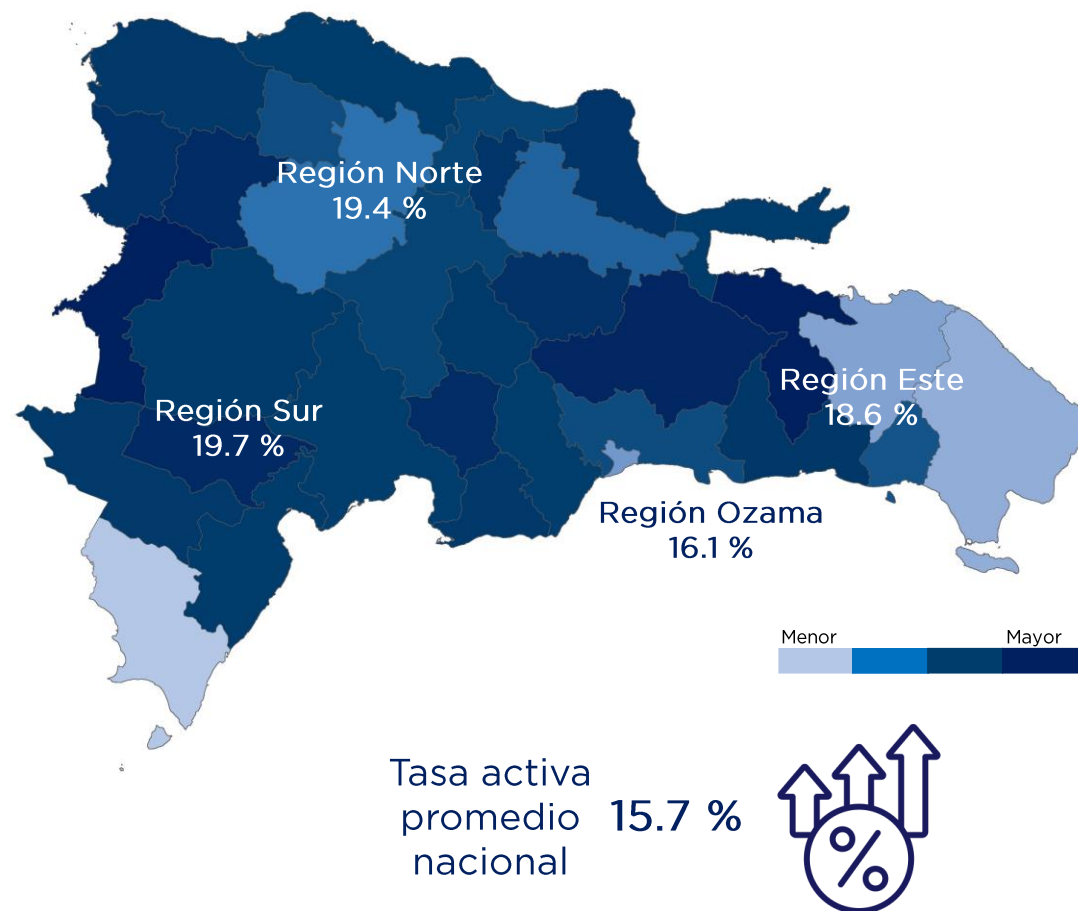 Región Norte
19.4 %
Región Este
18.6 %
Región Sur
19.7 %
Región Ozama
16.1 %
Menor
Mayor
Tasa activa
promedio
nacional
15.7 %
%